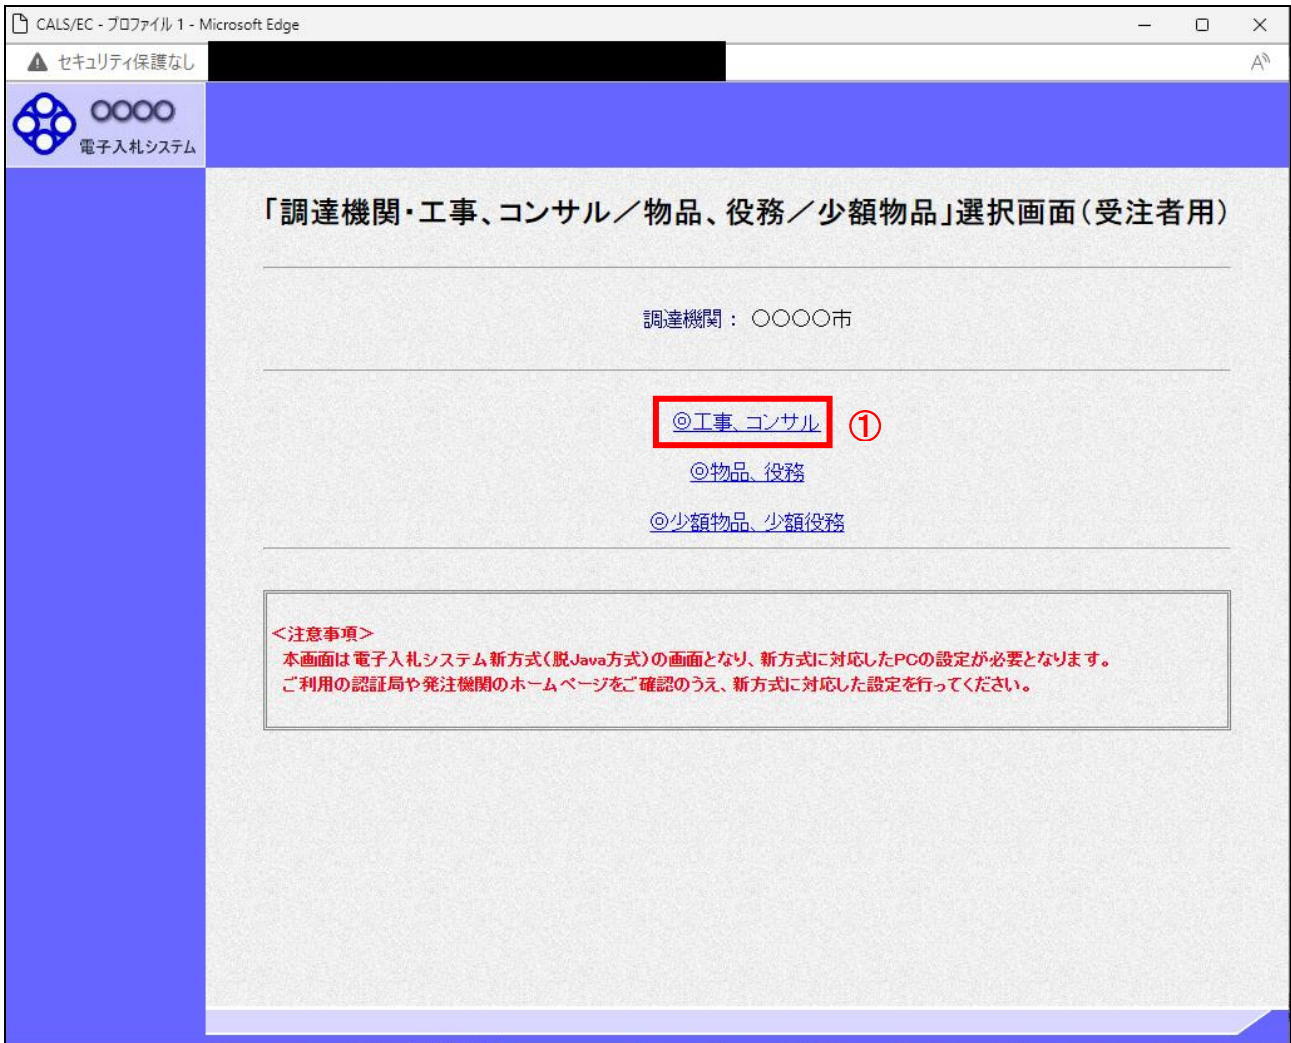 CALS/EC - プロファイル 1 - Microsoft Edge
セキュリティ保護なし
○○○○
電子入札システム
「調達機関・工事、コンサル／物品、役務／少額物品」選択画面（受注者用）
調達機関： ○○○○市
◎工事、コンサル ①
◎物品、役務
◎少額物品、少額役務
＜注意事項＞
本画面は電子入札システム新方式（脱Java方式）の画面となり、新方式に対応したPCの設定が必要となります。
ご利用の認証局や発注機関のホームページをご確認のうえ、新方式に対応した設定を行ってください。